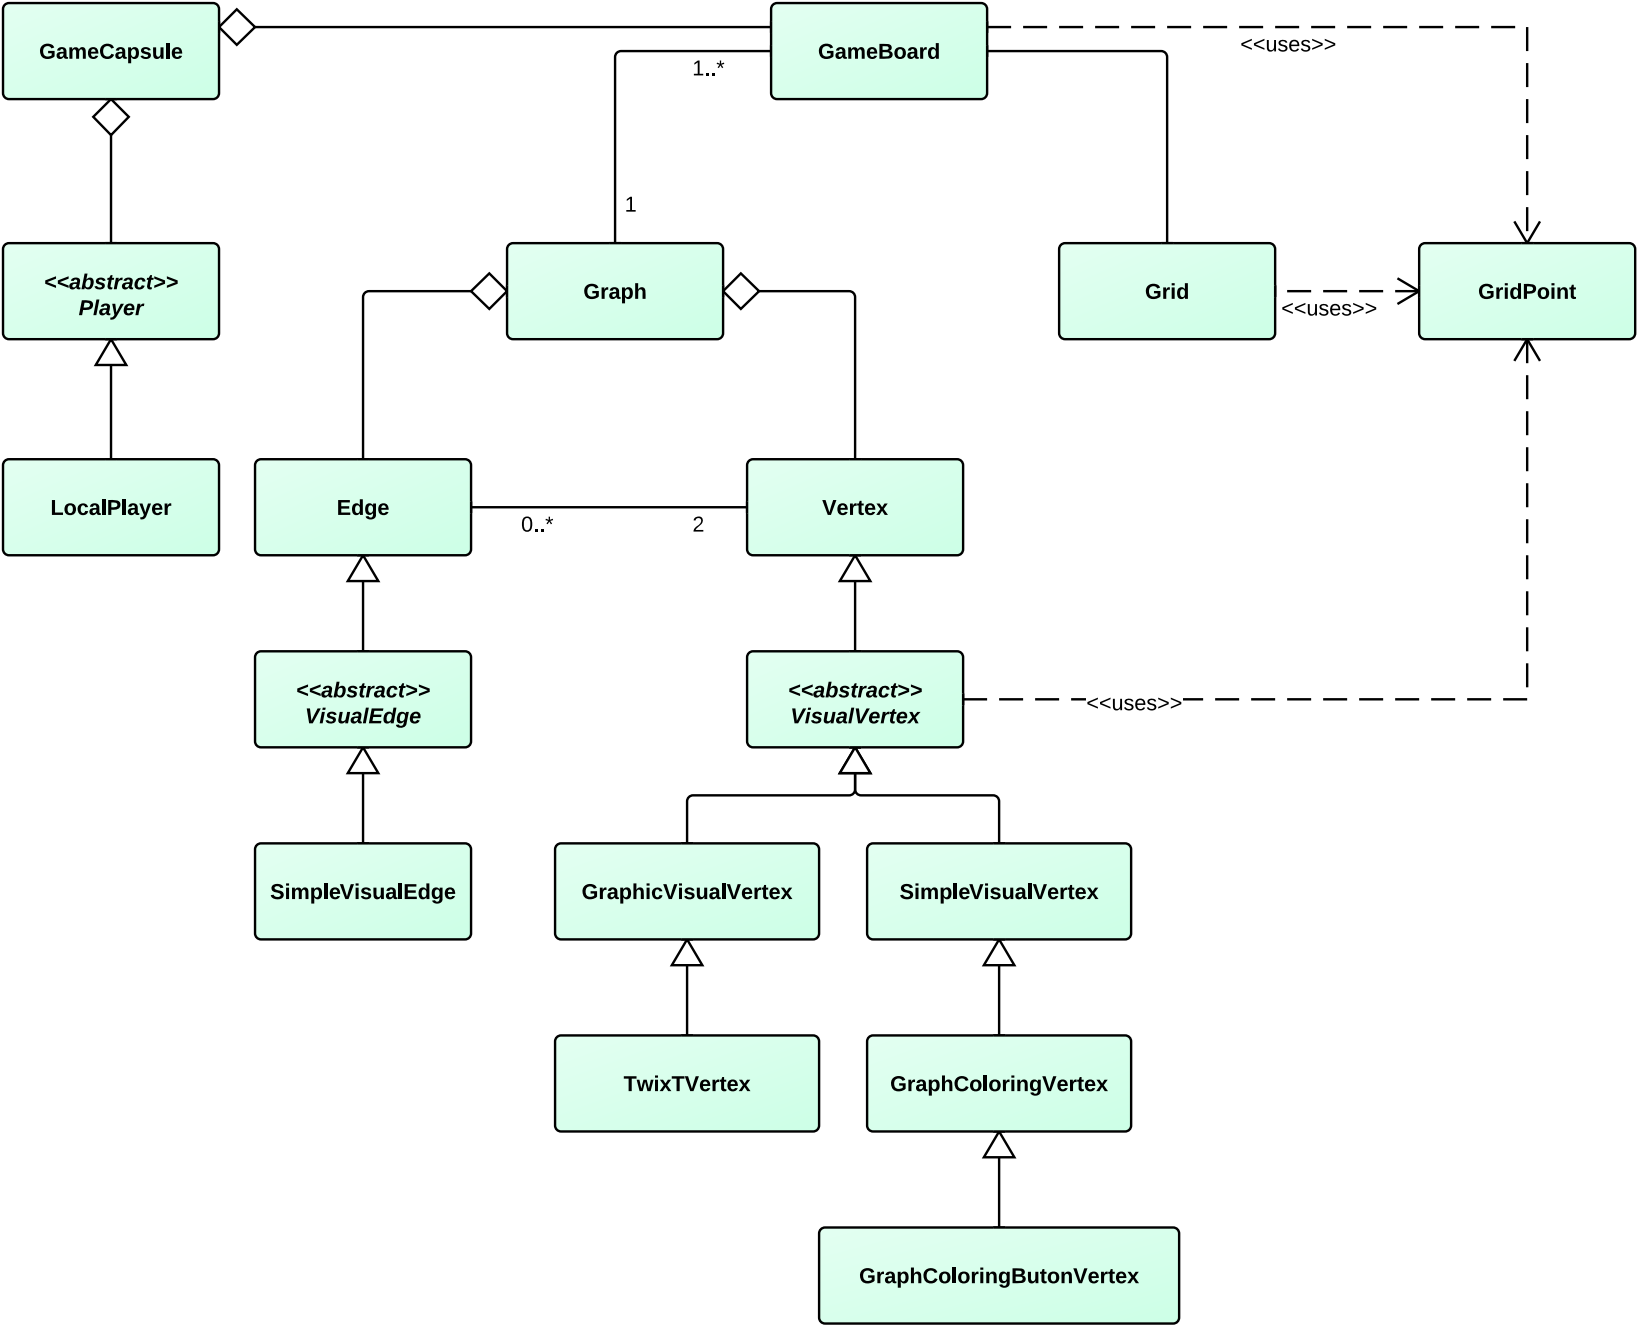 GameCapsule
GameBoard
<<uses>>
1..*
1
<<abstract>>
Player
Graph
Grid
<<uses>>
GridPoint
LocalPlayer
Edge
0..*
2
Vertex
<<abstract>>
VisualEdge
<<abstract>>
VisualVertex
<<uses>>
SimpleVisualEdge
GraphicVisualVertex
SimpleVisualVertex
TwixTVertex
GraphColoringVertex
GraphColoringButonVertex